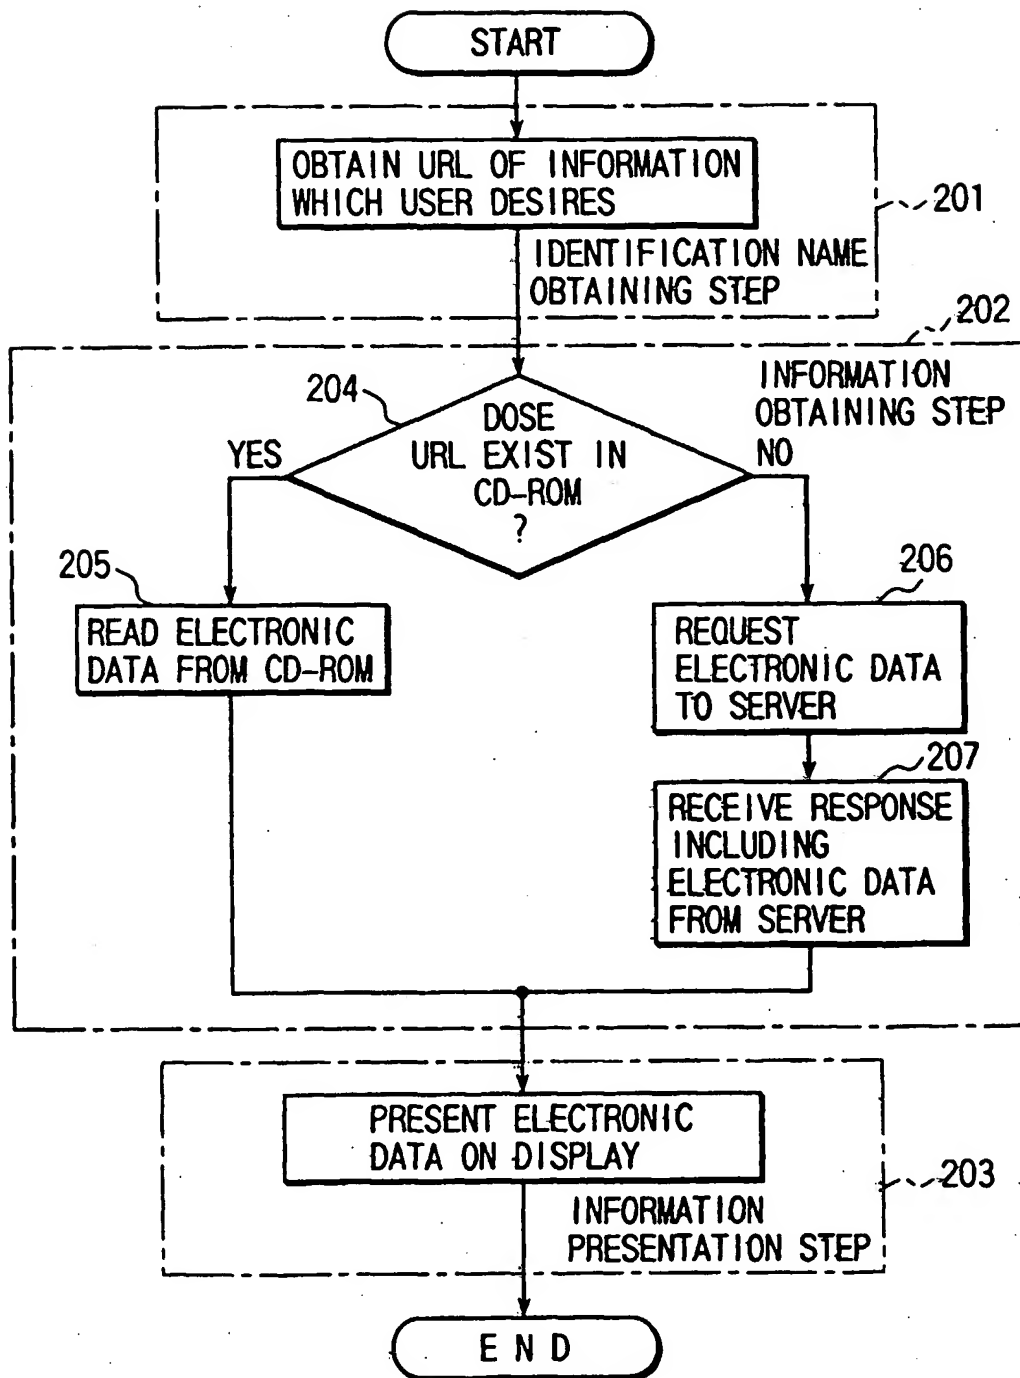 START
OBTAIN URL OF INFORMATION
WHICH USER DESIRES
201
IDENTIFICATION NAME
OBTAINING STEP
202
INFORMATION
OBTAINING STEP
204
DOSE
URL EXIST IN
CD-ROM
?
YES
NO
205
READ ELECTRONIC
DATA FROM CD-ROM
206
REQUEST
ELECTRONIC DATA
TO SERVER
207
RECEIVE RESPONSE
INCLUDING
ELECTRONIC DATA
FROM SERVER
PRESENT ELECTRONIC
DATA ON DISPLAY
203
INFORMATION
PRESENTATION STEP
END